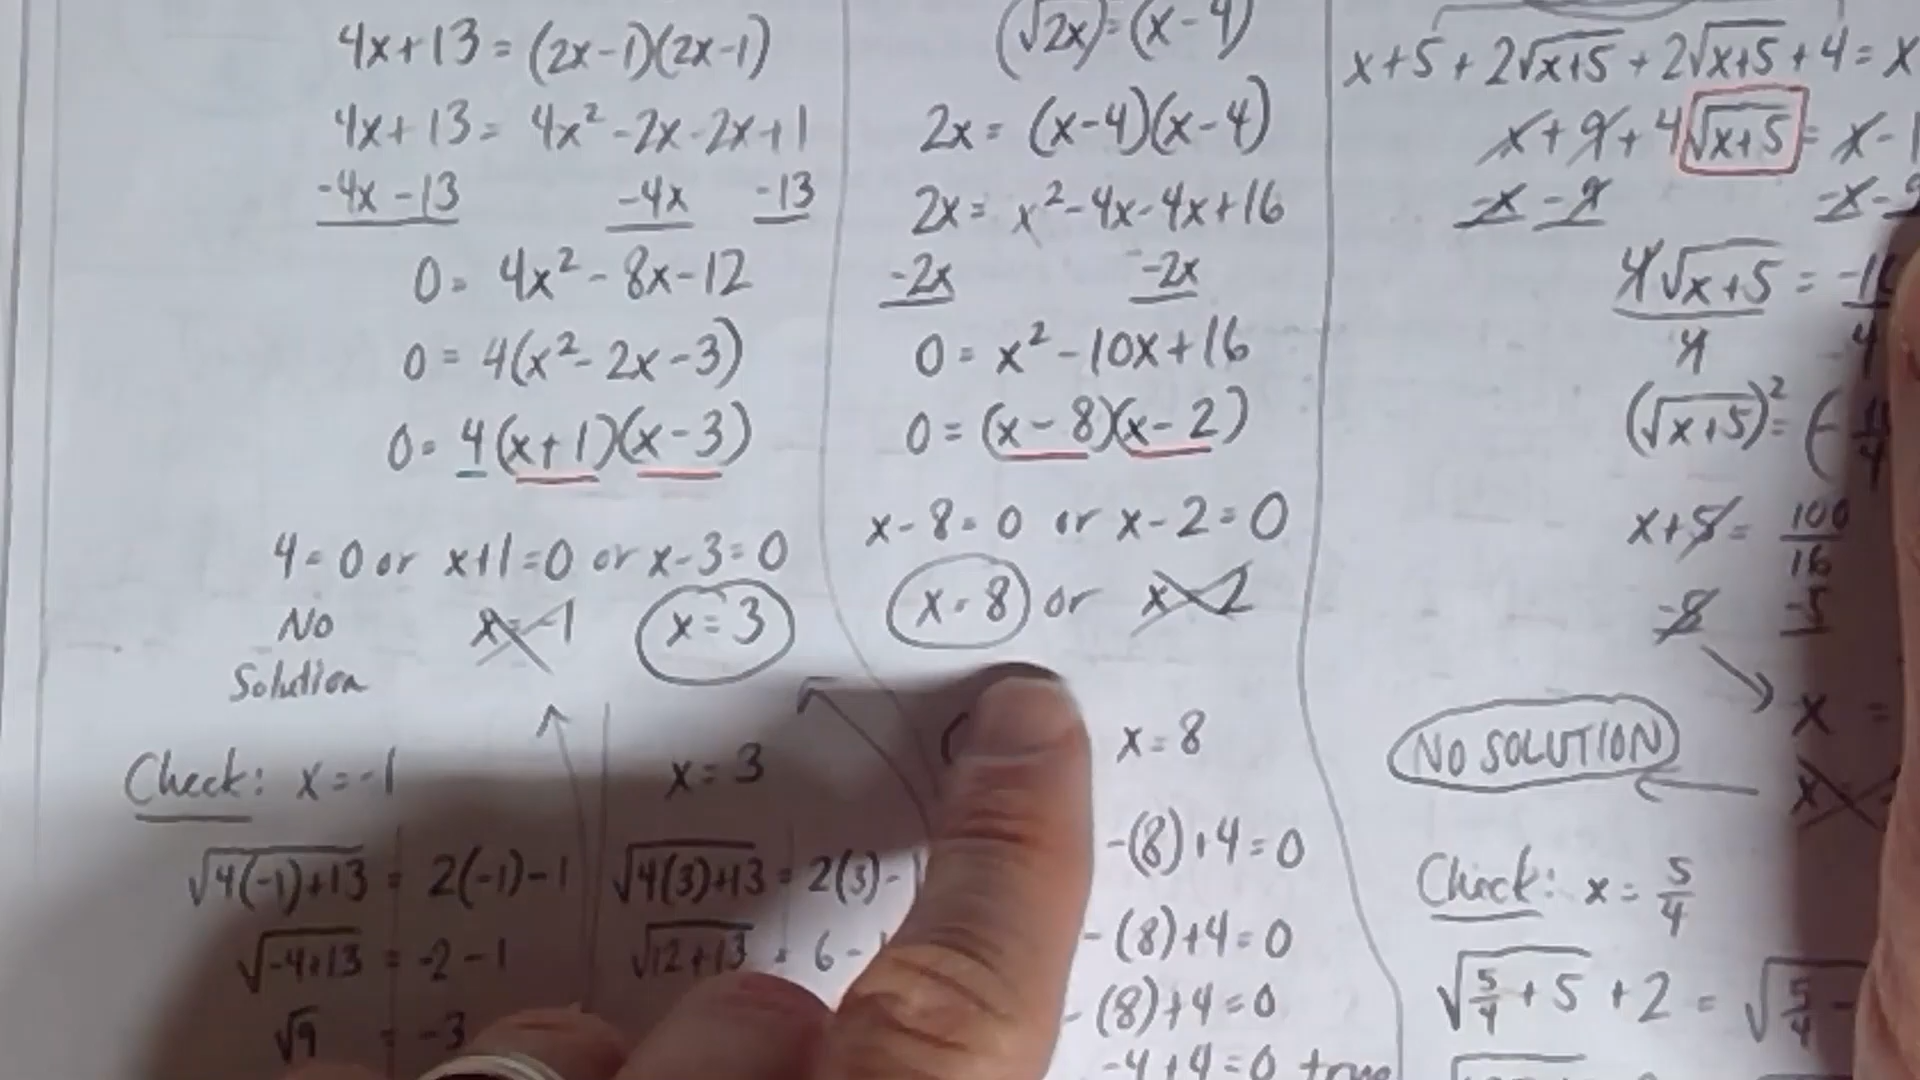 4x+13=(2x-1)(2x-1)
4x+13= 4x²-2x-2x+1
-4x -13 -4x -13
0= 4x²-8x-12
0=4(x²-2x-3)
0=4(x+1)(x-3)
4=0 or x+1=0 or x-3=0
No x=-1 x=3
Solution
Check: x=-1
√4(-1)+13 = 2(-1)-1
√-4+13 = -2-1
√9 = -3
x=3
√4(3)+13 = 2(3)-
√12+13 = 6-
(√2x)=(x-4)
2x=(x-4)(x-4)
2x= x²-4x-4x+16
-2x -2x
0=x²-10x+16
0=(x-8)(x-2)
x-8=0 or x-2=0
x=8 or x=2
x=8
-(8)+4=0
-(8)+4=0
-(8)+4=0
-4+4=0 true
x+5+2√x+5+2√x+5+4=x
x+9+4√x+5=x-1
-x-9 -x-9
4√x+5=
4 4
(√x+5)²=(-
x+5=100/16
-5 -5
x =
NO SOLUTION
Check: x=5/4
√5/4+5+2=√5/4-